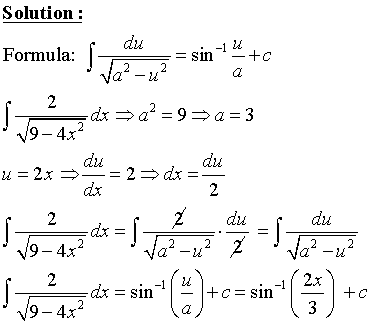 Solution :
Formula: ∫ du/√(a² − u²) = sin⁻¹ u/a + c
∫ 2/√(9 − 4x²) dx ⇒ a² = 9 ⇒ a = 3
u = 2x ⇒ du/dx = 2 ⇒ dx = du/2
∫ 2/√(9 − 4x²) dx = ∫ 2/√(a² − u²) · du/2 = ∫ du/√(a² − u²)
∫ 2/√(9 − 4x²) dx = sin⁻¹(u/a) + c = sin⁻¹(2x/3) + c